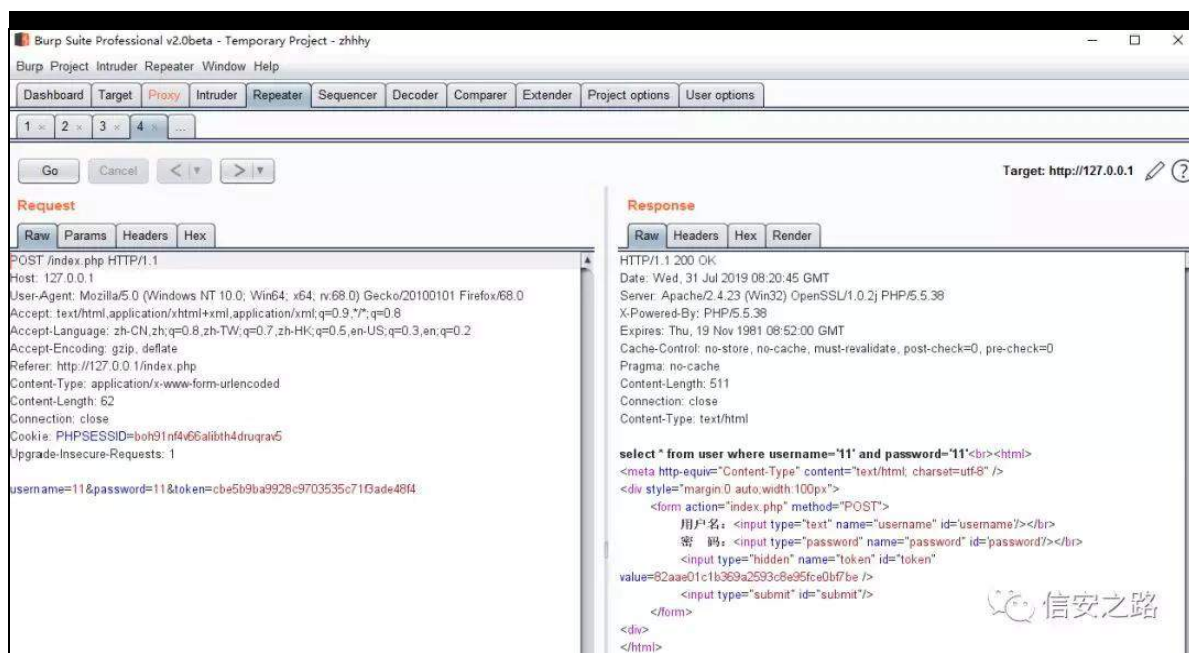 Burp Suite Professional v2.0beta - Temporary Project - zhhhy
Burp Project Intruder Repeater Window Help
Dashboard Target Proxy Intruder Repeater Sequencer Decoder Comparer Extender Project options User options
1 × 2 × 3 × 4 × ...
Go Cancel < > Target: http://127.0.0.1
Request
Raw Params Headers Hex
POST /index.php HTTP/1.1
Host: 127.0.0.1
User-Agent: Mozilla/5.0 (Windows NT 10.0; Win64; x64; rv:68.0) Gecko/20100101 Firefox/68.0
Accept: text/html,application/xhtml+xml,application/xml;q=0.9,*/*;q=0.8
Accept-Language: zh-CN,zh;q=0.8,zh-TW;q=0.7,zh-HK;q=0.5,en-US;q=0.3,en;q=0.2
Accept-Encoding: gzip, deflate
Referer: http://127.0.0.1/index.php
Content-Type: application/x-www-form-urlencoded
Content-Length: 62
Connection: close
Cookie: PHPSESSID=boh91nf4v66alibth4druqrav5
Upgrade-Insecure-Requests: 1
username=11&password=11&token=cbe5b9ba9928c9703535c71f3ade48f4
Response
Raw Headers Hex Render
HTTP/1.1 200 OK
Date: Wed, 31 Jul 2019 08:20:45 GMT
Server: Apache/2.4.23 (Win32) OpenSSL/1.0.2j PHP/5.5.38
X-Powered-By: PHP/5.5.38
Expires: Thu, 19 Nov 1981 08:52:00 GMT
Cache-Control: no-store, no-cache, must-revalidate, post-check=0, pre-check=0
Pragma: no-cache
Content-Length: 511
Connection: close
Content-Type: text/html
select * from user where username='11' and password='11'<br><html>
<meta http-equiv="Content-Type" content="text/html; charset=utf-8" />
<div style="margin:0 auto;width:100px">
<form action="index.php" method="POST">
用户名：<input type="text" name="username" id='username'/></br>
密 码：<input type="password" name="password" id='password'/></br>
<input type="hidden" name="token" id="token"
value=82aae01c1b369a2593c8e95fce0bf7be />
<input type="submit" id="submit"/>
</form>
<div>
</html>
信安之路